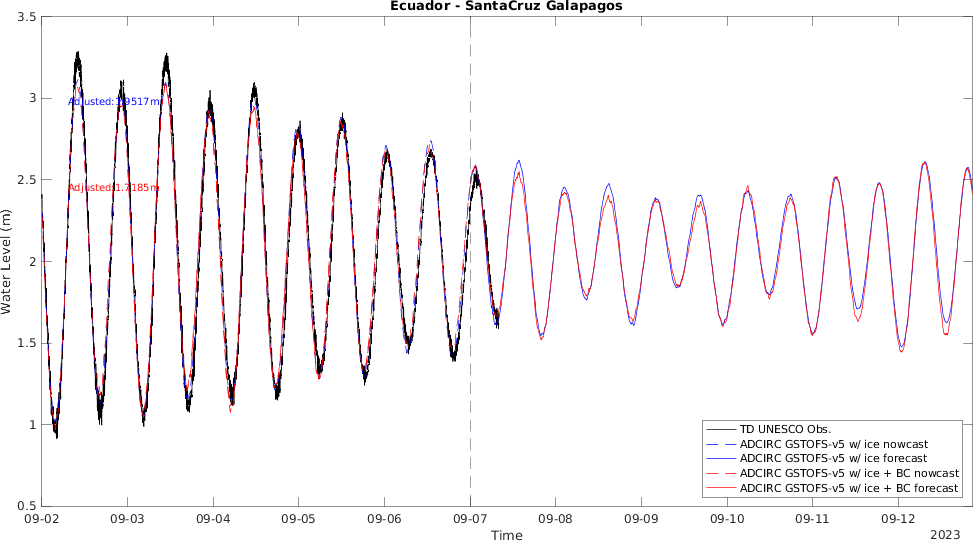 Ecuador - SantaCruz Galapagos
3.5
3
2.5
2
1.5
1
0.5
Water Level (m)
Adjusted:1.9517m
Adjusted:1.7185m
TD UNESCO Obs.
ADCIRC GSTOFS-v5 w/ ice nowcast
ADCIRC GSTOFS-v5 w/ ice forecast
ADCIRC GSTOFS-v5 w/ ice + BC nowcast
ADCIRC GSTOFS-v5 w/ ice + BC forecast
09-02 09-03 09-04 09-05 09-06 09-07 09-08 09-09 09-10 09-11 09-12
Time
2023